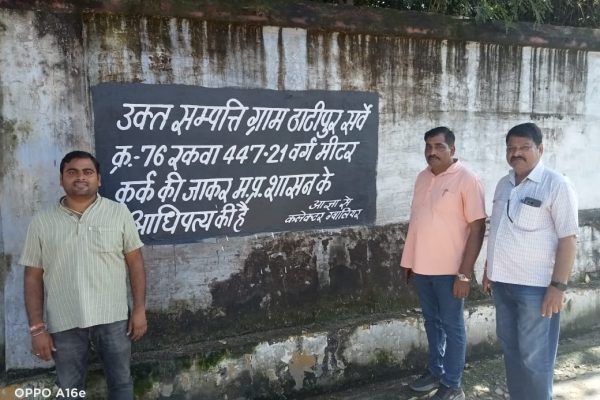 उक्त सम्पत्ति ग्राम ठाटीपुर सर्वे
क्र.-76 रकवा 447.21 वर्ग मीटर
कुर्क की जाकर म.प्र. शासन के
आधिपत्य की है
आज्ञा से
कलेक्टर ग्वालियर
OPPO A16e